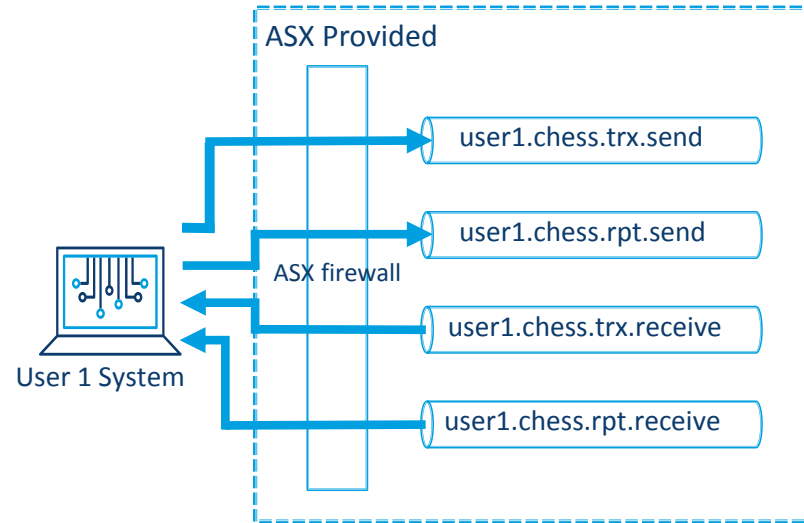 ASX Provided
user1.chess.trx.send
user1.chess.rpt.send
ASX firewall
user1.chess.trx.receive
User 1 System
user1.chess.rpt.receive